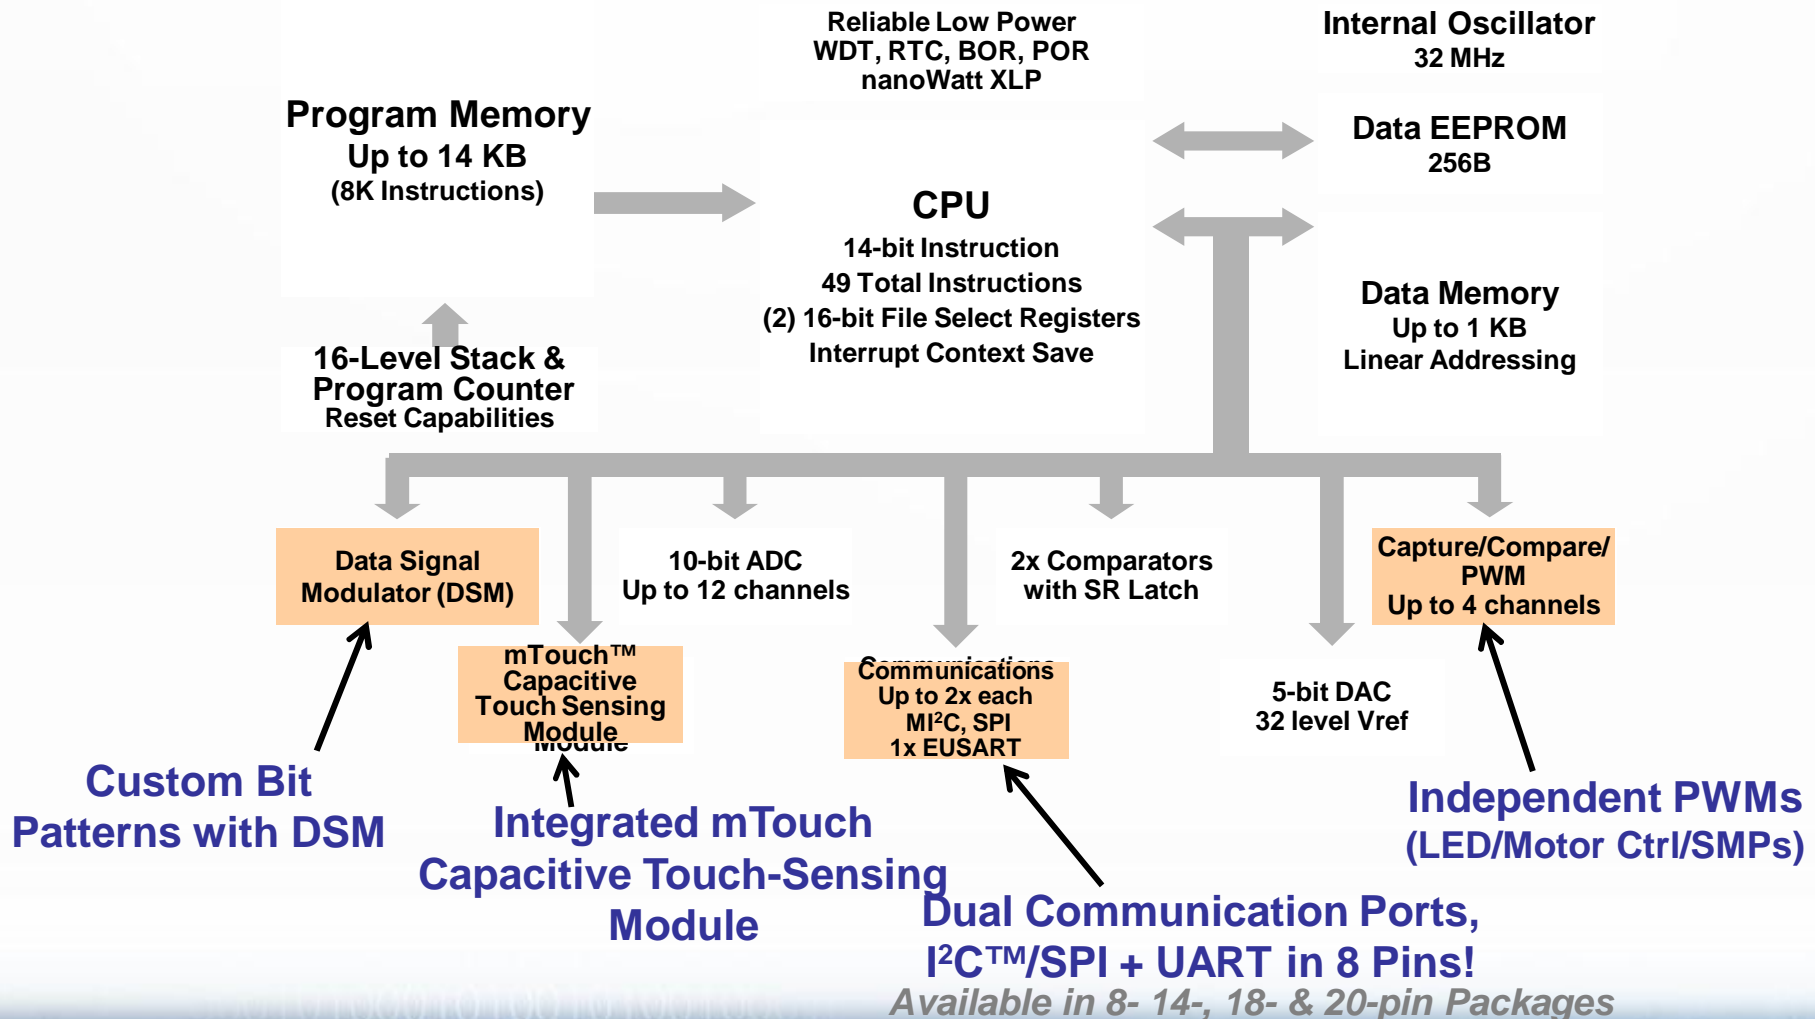 Reliable Low Power
WDT, RTC, BOR, POR
nanoWatt XLP
Internal Oscillator
32 MHz
Program Memory
Up to 14 KB
(8K Instructions)
Data EEPROM
256B
CPU
14-bit Instruction
49 Total Instructions
(2) 16-bit File Select Registers
Interrupt Context Save
Data Memory
Up to 1 KB
Linear Addressing
16-Level Stack &
Program Counter
Reset Capabilities
Data Signal
Modulator (DSM)
10-bit ADC
Up to 12 channels
2x Comparators
with SR Latch
Capture/Compare/
PWM
Up to 4 channels
mTouch™
Capacitive
Touch Sensing
Module
Communications
Up to 2x each
MI²C, SPI
1x EUSART
5-bit DAC
32 level Vref
Custom Bit
Patterns with DSM
Integrated mTouch
Capacitive Touch-Sensing
Module
Dual Communication Ports,
I²C™/SPI + UART in 8 Pins!
Independent PWMs
(LED/Motor Ctrl/SMPs)
Available in 8- 14-, 18- & 20-pin Packages